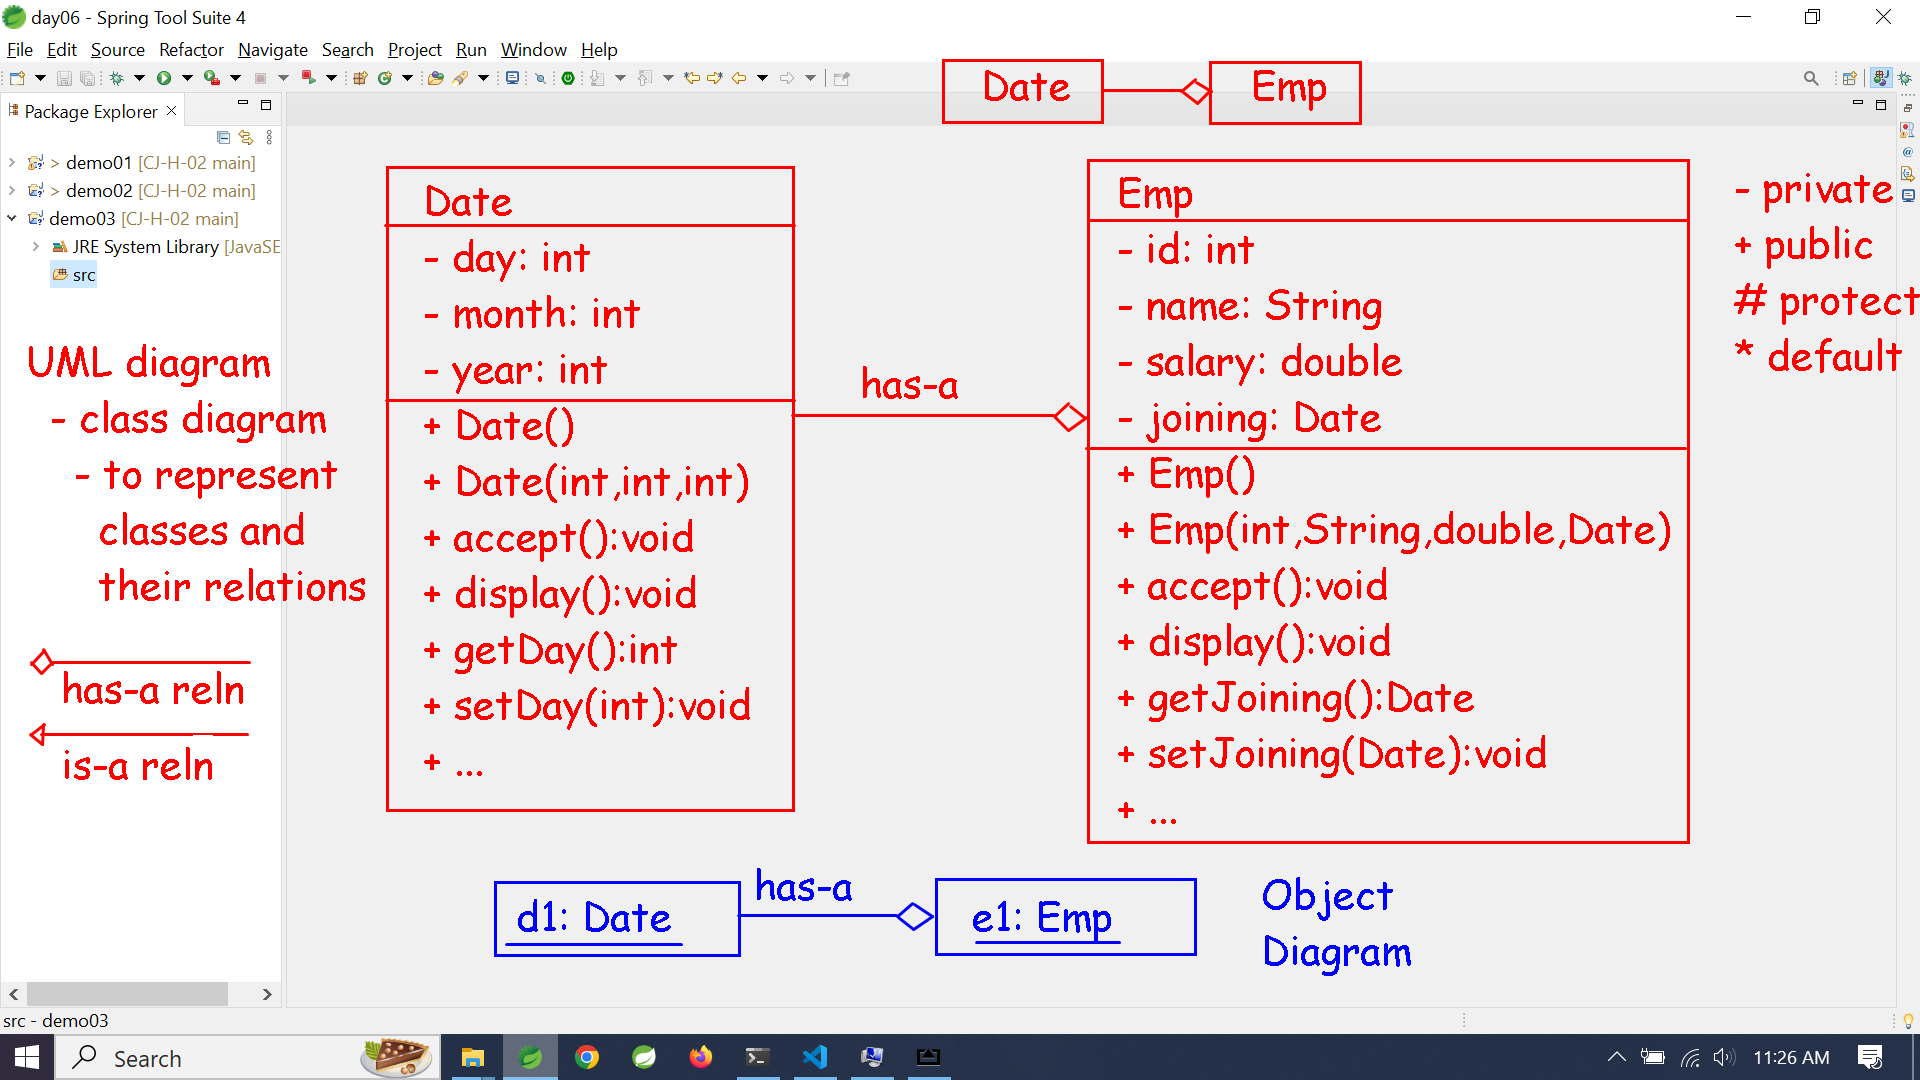 day06 - Spring Tool Suite 4
File Edit Source Refactor Navigate Search Project Run Window Help
Date Emp
Package Explorer
> demo01 [CJ-H-02 main]
> demo02 [CJ-H-02 main]
demo03 [CJ-H-02 main]
JRE System Library [JavaSE
src
UML diagram
- class diagram
- to represent
classes and
their relations
has-a reln
is-a reln
Date
- day: int
- month: int
- year: int
+ Date()
+ Date(int,int,int)
+ accept():void
+ display():void
+ getDay():int
+ setDay(int):void
+ ...
has-a
Emp
- id: int
- name: String
- salary: double
- joining: Date
+ Emp()
+ Emp(int,String,double,Date)
+ accept():void
+ display():void
+ getJoining():Date
+ setJoining(Date):void
+ ...
- private
+ public
# protect
* default
d1: Date
has-a
e1: Emp
Object
Diagram
src - demo03
Search
11:26 AM